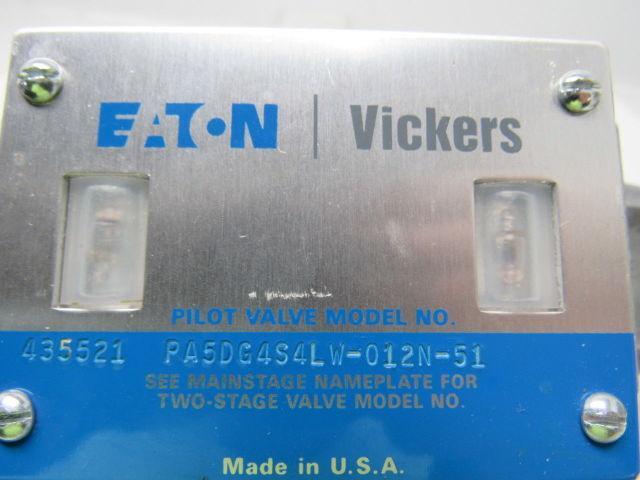 EATON | Vickers
PILOT VALVE MODEL NO.
435521 PA5DG4S4LW-012N-51
SEE MAINSTAGE NAMEPLATE FOR
TWO-STAGE VALVE MODEL NO.
Made in U.S.A.